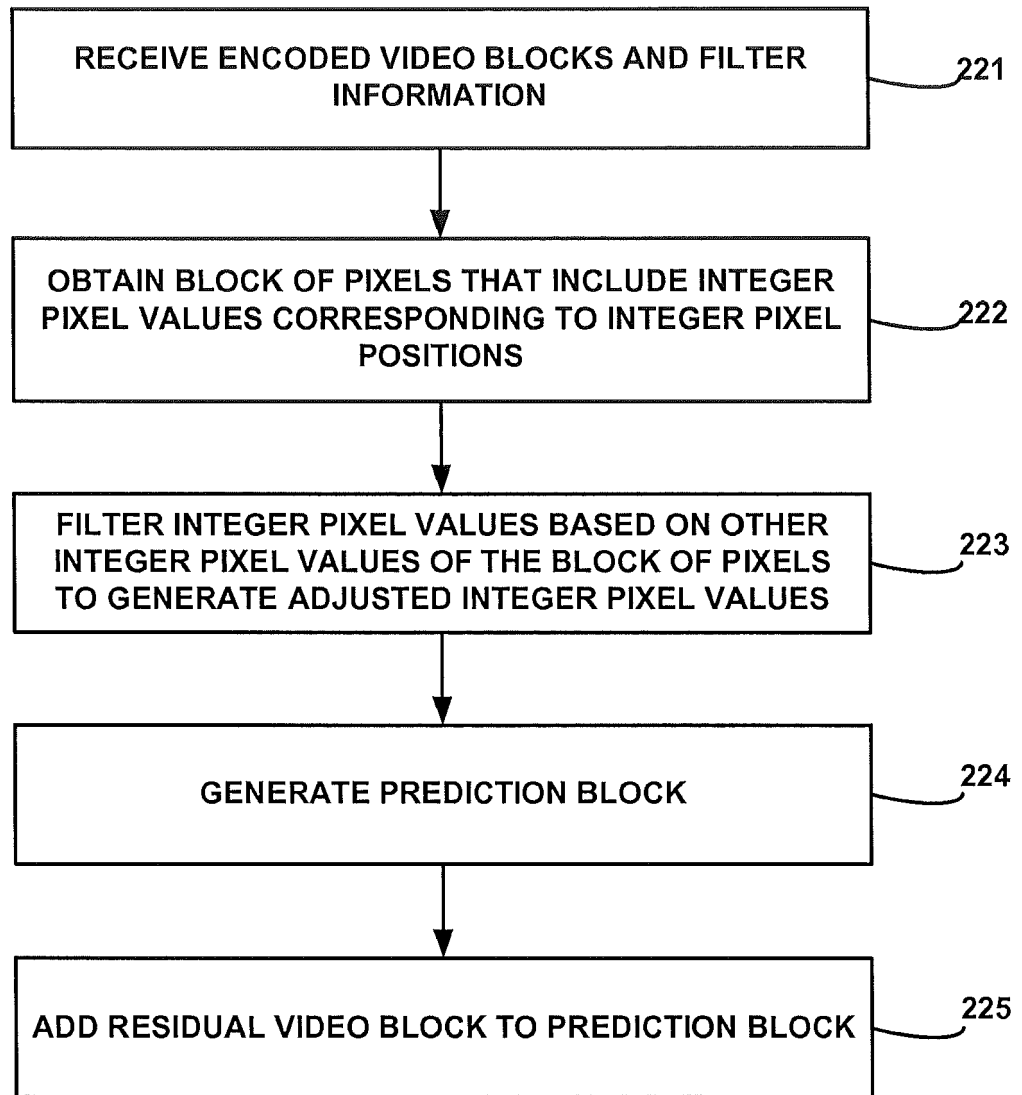 RECEIVE ENCODED VIDEO BLOCKS AND FILTER
INFORMATION
221
OBTAIN BLOCK OF PIXELS THAT INCLUDE INTEGER
PIXEL VALUES CORRESPONDING TO INTEGER PIXEL
POSITIONS
222
FILTER INTEGER PIXEL VALUES BASED ON OTHER
INTEGER PIXEL VALUES OF THE BLOCK OF PIXELS
TO GENERATE ADJUSTED INTEGER PIXEL VALUES
223
GENERATE PREDICTION BLOCK
224
ADD RESIDUAL VIDEO BLOCK TO PREDICTION BLOCK
225